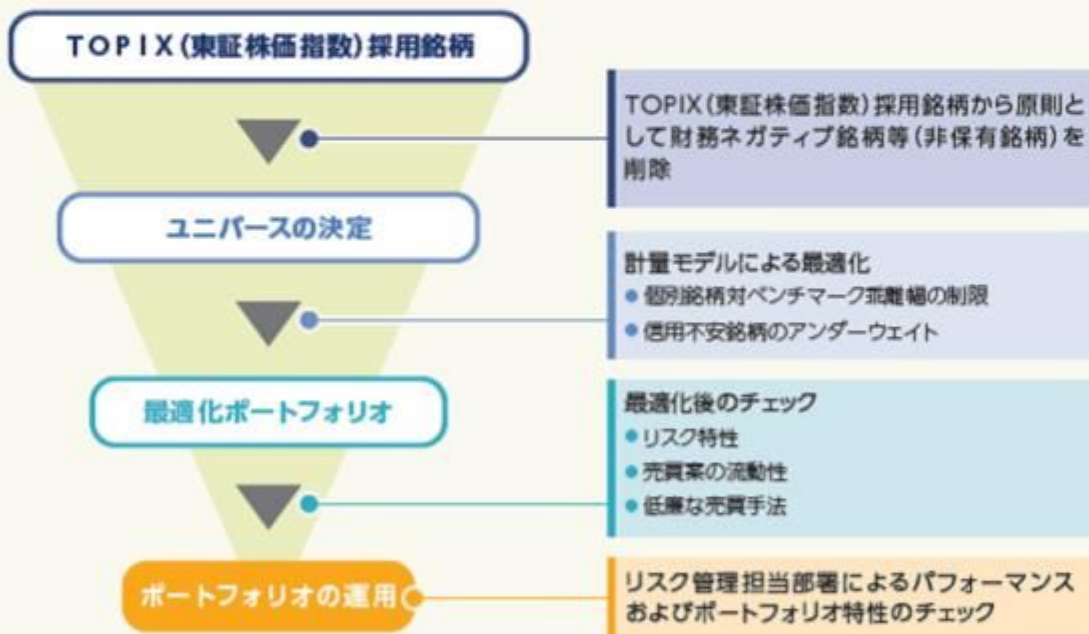 TOPIX(東証株価指数)採用銘柄
TOPIX(東証株価指数)採用銘柄から原則と
して財務ネガティブ銘柄等(非保有銘柄)を
削除
ユニバースの決定
計量モデルによる最適化
● 個別銘柄対ベンチマーク乖離幅の制限
● 信用不安銘柄のアンダーウェイト
最適化ポートフォリオ
最適化後のチェック
● リスク特性
● 売買案の流動性
● 低廉な売買手法
ポートフォリオの運用
リスク管理担当部署によるパフォーマンス
およびポートフォリオ特性のチェック